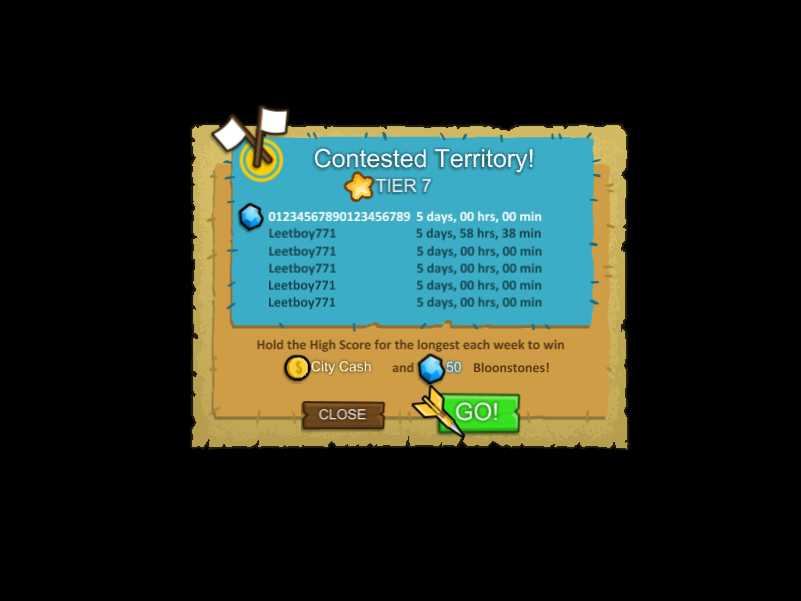 Contested Territory!
TIER 7
01234567890123456789 5 days, 00 hrs, 00 min
Leetboy771 5 days, 58 hrs, 38 min
Leetboy771 5 days, 00 hrs, 00 min
Leetboy771 5 days, 00 hrs, 00 min
Leetboy771 5 days, 00 hrs, 00 min
Leetboy771 5 days, 00 hrs, 00 min
Hold the High Score for the longest each week to win
$ City Cash and 50 Bloonstones!
CLOSE GO!